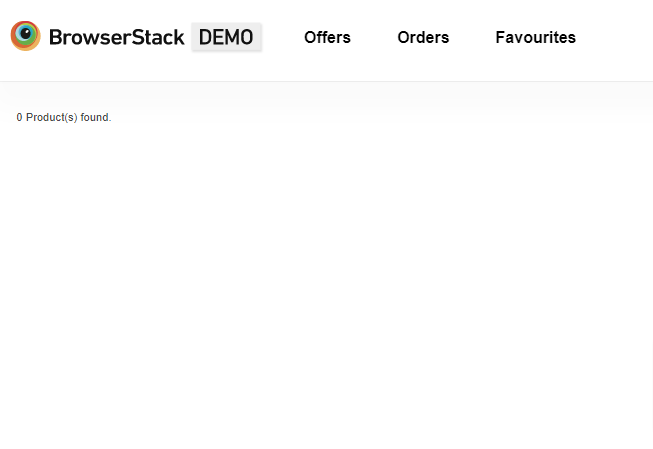 BrowserStack DEMO Offers Orders Favourites
0 Product(s) found.